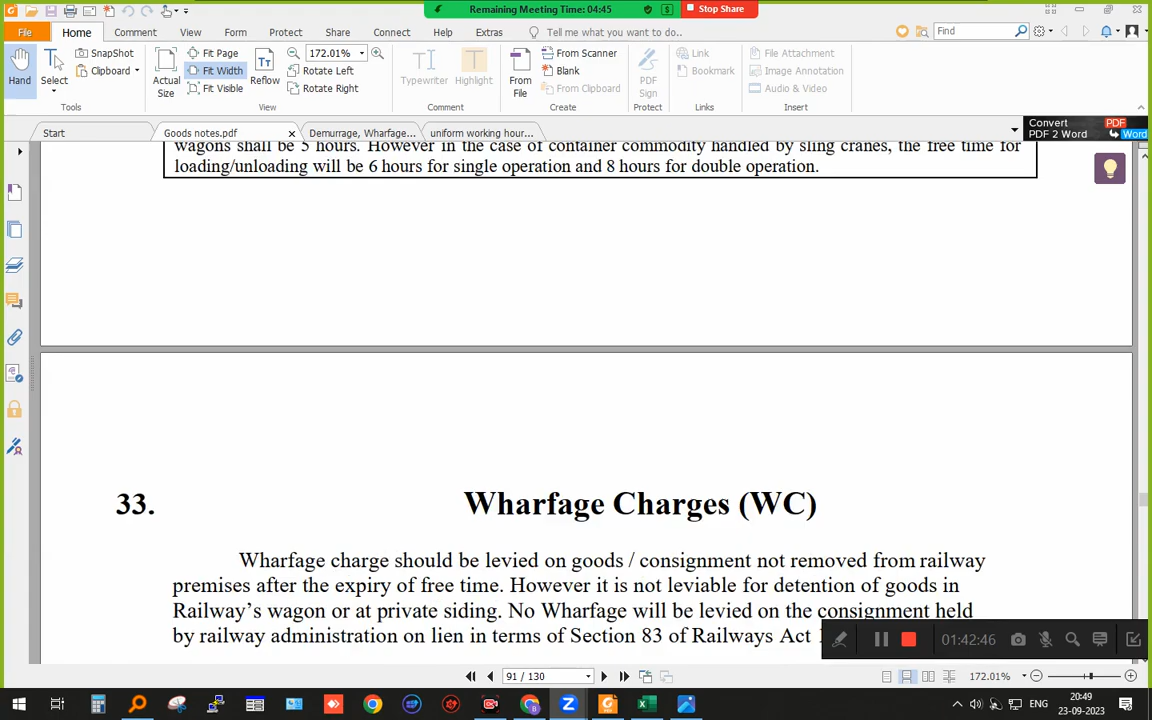 Remaining Meeting Time: 04:45
Stop Share
File Home Comment View Form Protect Share Connect Help Extras Tell me what you want to do..
Find
Hand
Select
SnapShot
Clipboard
Tools
Actual Size
Fit Page
Fit Width
Fit Visible
Reflow
172.01%
Rotate Left
Rotate Right
View
Typewriter
Highlight
Comment
From File
From Scanner
Blank
From Clipboard
Create
PDF Sign
Protect
Link
Bookmark
Links
File Attachment
Image Annotation
Audio & Video
Insert
Start
Goods notes.pdf
Demurrage, Wharfage...
uniform working hour...
Convert PDF
PDF 2 Word Word
wagons shall be 5 hours. However in the case of container commodity handled by sling cranes, the free time for
loading/unloading will be 6 hours for single operation and 8 hours for double operation.
33. Wharfage Charges (WC)
Wharfage charge should be levied on goods / consignment not removed from railway
premises after the expiry of free time. However it is not leviable for detention of goods in
Railway's wagon or at private siding. No Wharfage will be levied on the consignment held
by railway administration on lien in terms of Section 83 of Railways Act
01:42:46
91 / 130
172.01%
ENG
20:49
23-09-2023